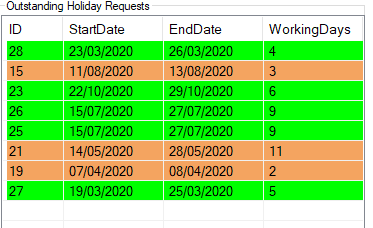 Outstanding Holiday Requests
ID StartDate EndDate WorkingDays
28 23/03/2020 26/03/2020 4
15 11/08/2020 13/08/2020 3
23 22/10/2020 29/10/2020 6
26 15/07/2020 27/07/2020 9
25 15/07/2020 27/07/2020 9
21 14/05/2020 28/05/2020 11
19 07/04/2020 08/04/2020 2
27 19/03/2020 25/03/2020 5